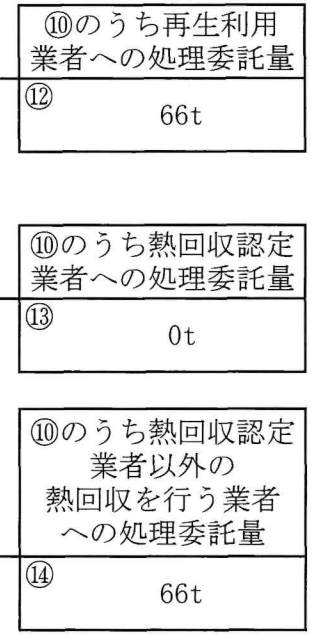 ⑩のうち再生利用
業者への処理委託量
⑫
66t
⑩のうち熱回収認定
業者への処理委託量
⑬
0t
⑩のうち熱回収認定
業者以外の
熱回収を行う業者
への処理委託量
⑭
66t